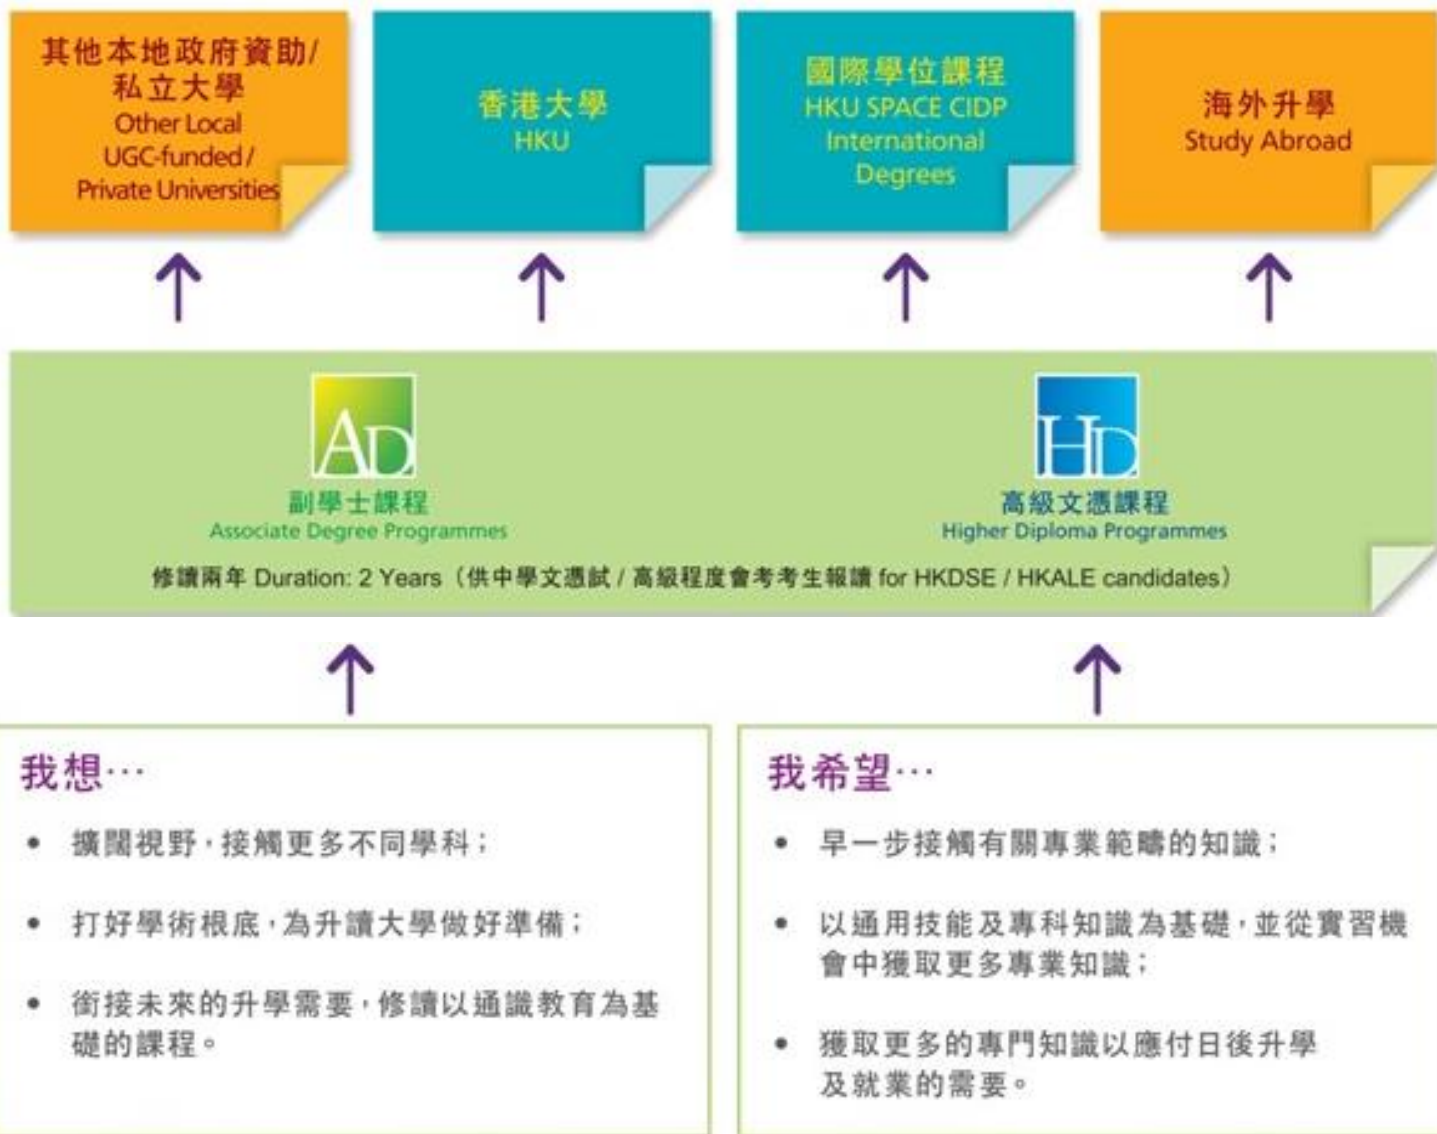 其他本地政府資助/
私立大學
Other Local
UGC-funded /
Private Universities
香港大學
HKU
國際學位課程
HKU SPACE CIDP
International
Degrees
海外升學
Study Abroad
AD
副學士課程
Associate Degree Programmes
HD
高級文憑課程
Higher Diploma Programmes
修讀兩年 Duration: 2 Years（供中學文憑試 / 高級程度會考考生報讀 for HKDSE / HKALE candidates）
我想…
• 擴闊視野，接觸更多不同學科；
• 打好學術根底，為升讀大學做好準備；
• 銜接未來的升學需要，修讀以通識教育為基
礎的課程。
我希望…
• 早一步接觸有關專業範疇的知識；
• 以通用技能及專科知識為基礎，並從實習機
會中獲取更多專業知識；
• 獲取更多的專門知識以應付日後升學
及就業的需要。